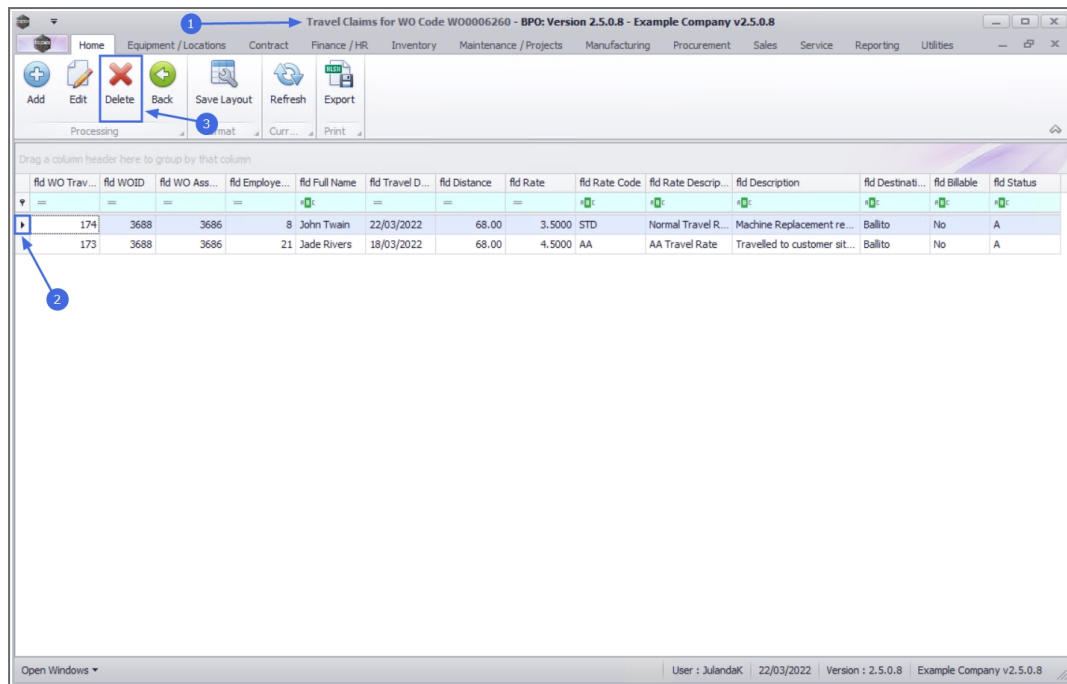 1
Travel Claims for WO Code WO0006260 - BPO: Version 2.5.0.8 - Example Company v2.5.0.8
Home Equipment / Locations Contract Finance / HR Inventory Maintenance / Projects Manufacturing Procurement Sales Service Reporting Utilities
Add Edit Delete Back Save Layout Refresh Export
3
Processing Curr... Print
Drag a column header here to group by that column
fld WO Trav... fld WOID fld WO Ass... fld Employe... fld Full Name fld Travel D... fld Distance fld Rate fld Rate Code fld Rate Descrip... fld Description fld Destinati... fld Billable fld Status
= = = = = = =
174 3688 3686 8 John Twain 22/03/2022 68.00 3.5000 STD Normal Travel R... Machine Replacement re... Ballito No A
173 3688 3686 21 Jade Rivers 18/03/2022 68.00 4.5000 AA AA Travel Rate Travelled to customer sit... Ballito No A
2
Open Windows User : JulandaK 22/03/2022 Version : 2.5.0.8 Example Company v2.5.0.8